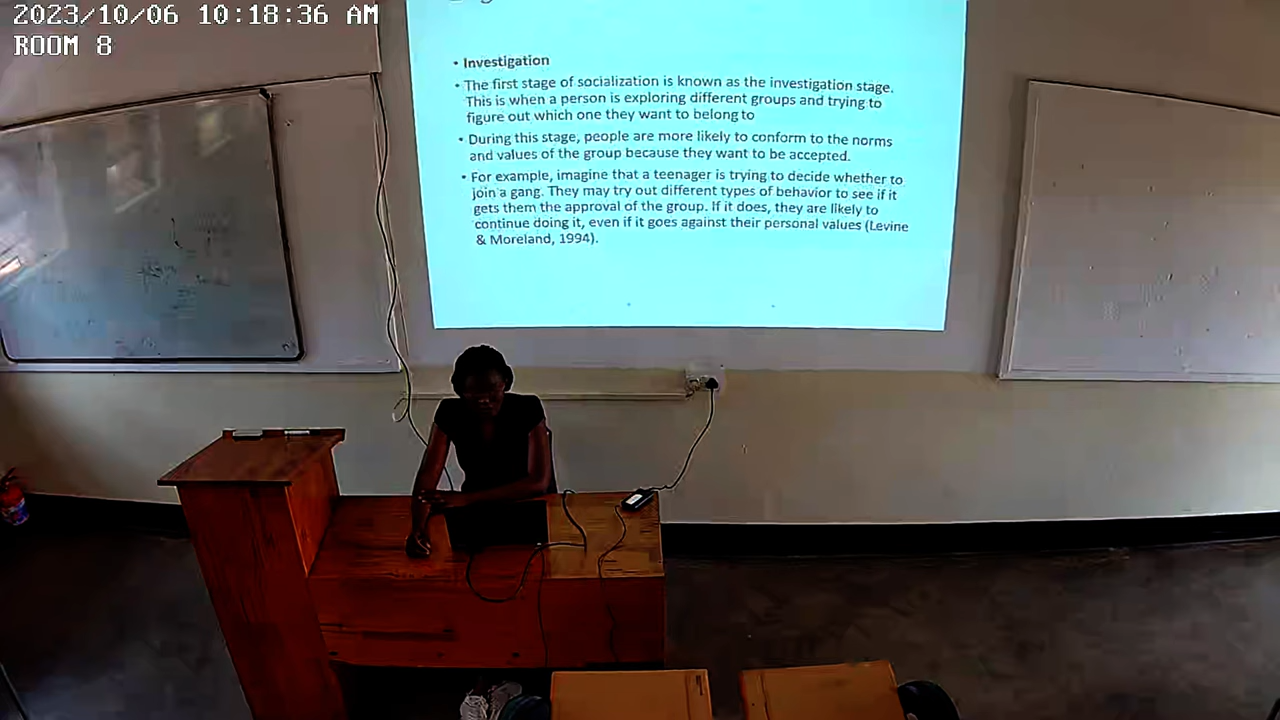 2023/10/06 10:18:36 AM
ROOM 8
• Investigation
• The first stage of socialization is known as the investigation stage.
This is when a person is exploring different groups and trying to
figure out which one they want to belong to
• During this stage, people are more likely to conform to the norms
and values of the group because they want to be accepted.
• For example, imagine that a teenager is trying to decide whether to
join a gang. They may try out different types of behavior to see if it
gets them the approval of the group. If it does, they are likely to
continue doing it, even if it goes against their personal values (Levine
& Moreland, 1994).